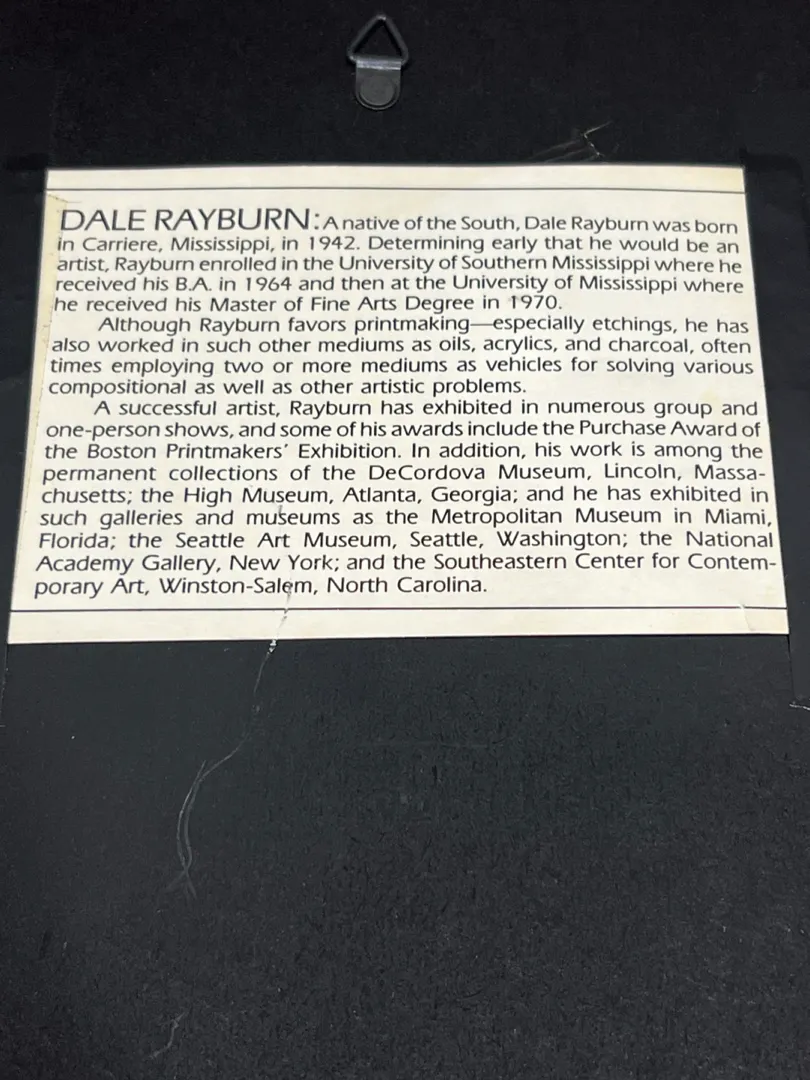 DALE RAYBURN: A native of the South, Dale Rayburn was born
in Carriere, Mississippi, in 1942. Determining early that he would be an
artist, Rayburn enrolled in the University of Southern Mississippi where he
received his B.A. in 1964 and then at the University of Mississippi where
he received his Master of Fine Arts Degree in 1970.
Although Rayburn favors printmaking—especially etchings, he has
also worked in such other mediums as oils, acrylics, and charcoal, often
times employing two or more mediums as vehicles for solving various
compositional as well as other artistic problems.
A successful artist, Rayburn has exhibited in numerous group and
one-person shows, and some of his awards include the Purchase Award of
the Boston Printmakers' Exhibition. In addition, his work is among the
permanent collections of the DeCordova Museum, Lincoln, Massa-
chusetts; the High Museum, Atlanta, Georgia; and he has exhibited in
such galleries and museums as the Metropolitan Museum in Miami,
Florida; the Seattle Art Museum, Seattle, Washington; the National
Academy Gallery, New York; and the Southeastern Center for Contem-
porary Art, Winston-Salem, North Carolina.